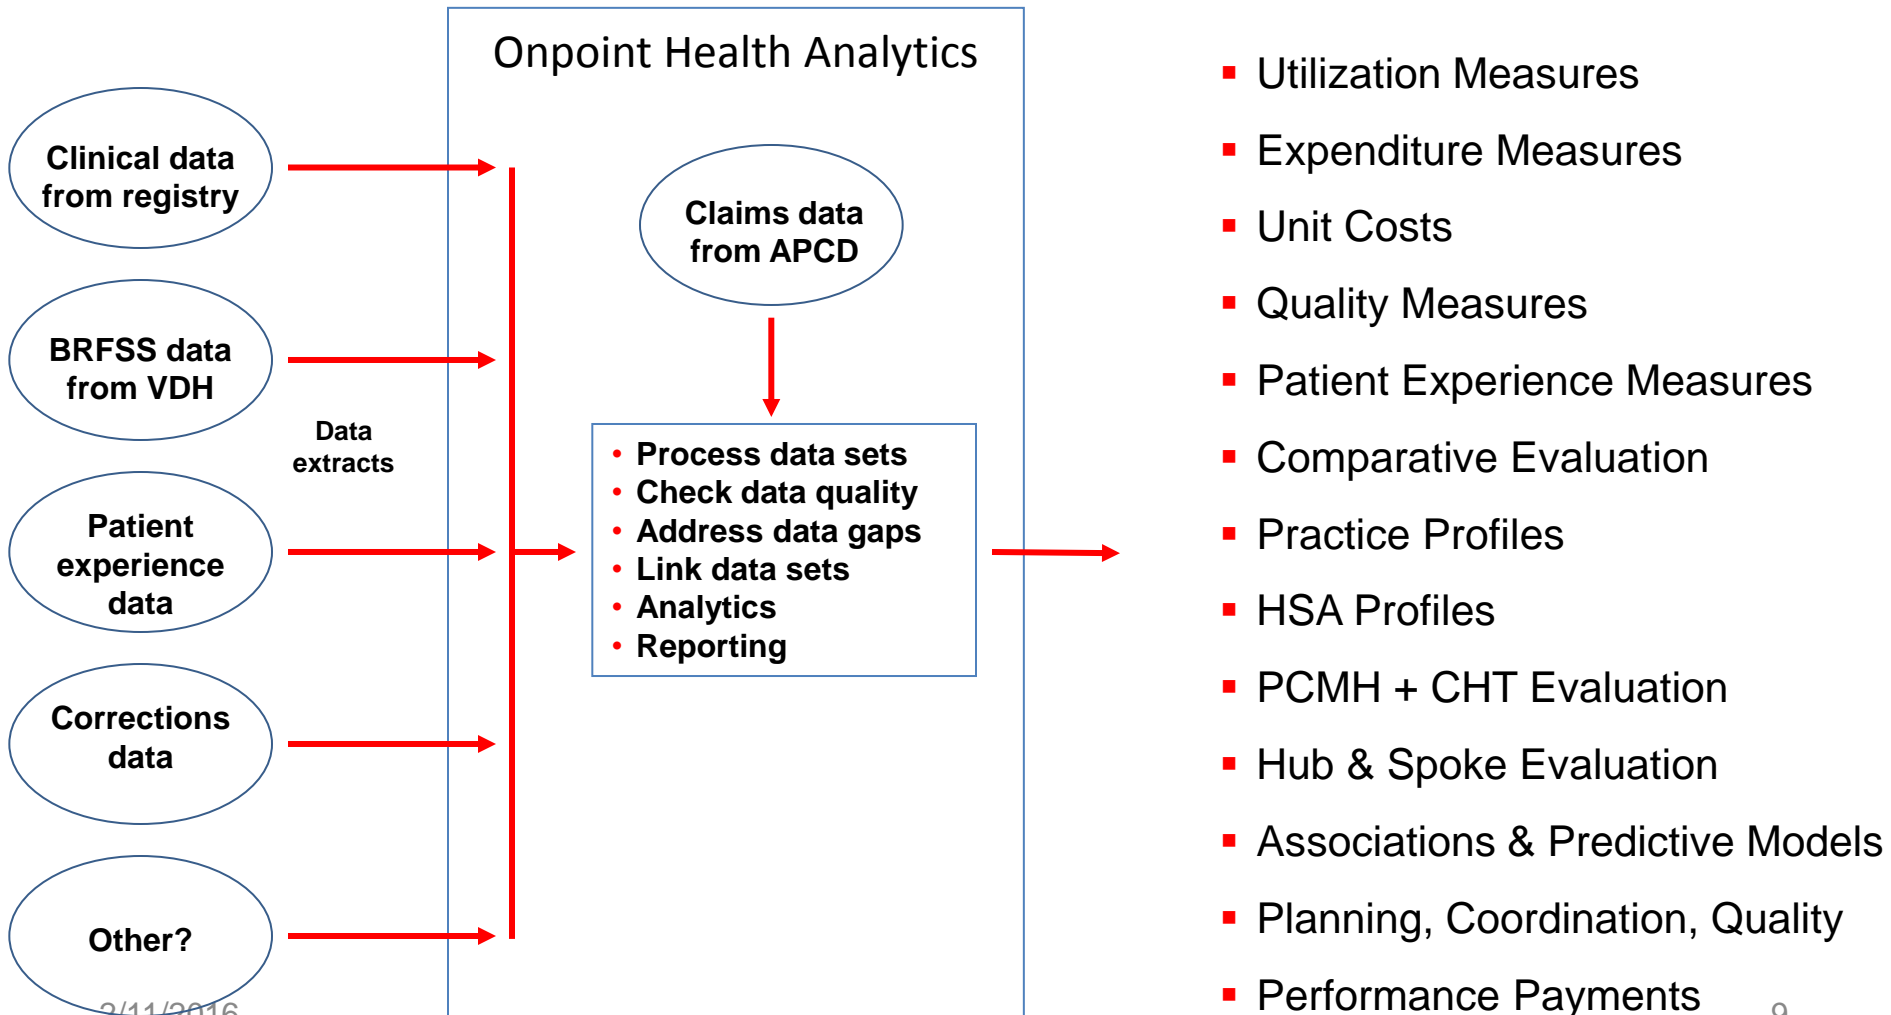 Onpoint Health Analytics
Clinical data
from registry
BRFSS data
from VDH
Data
extracts
Patient
experience
data
Corrections
data
Other?
Claims data
from APCD
• Process data sets
• Check data quality
• Address data gaps
• Link data sets
• Analytics
• Reporting
▪ Utilization Measures
▪ Expenditure Measures
▪ Unit Costs
▪ Quality Measures
▪ Patient Experience Measures
▪ Comparative Evaluation
▪ Practice Profiles
▪ HSA Profiles
▪ PCMH + CHT Evaluation
▪ Hub & Spoke Evaluation
▪ Associations & Predictive Models
▪ Planning, Coordination, Quality
▪ Performance Payments
9